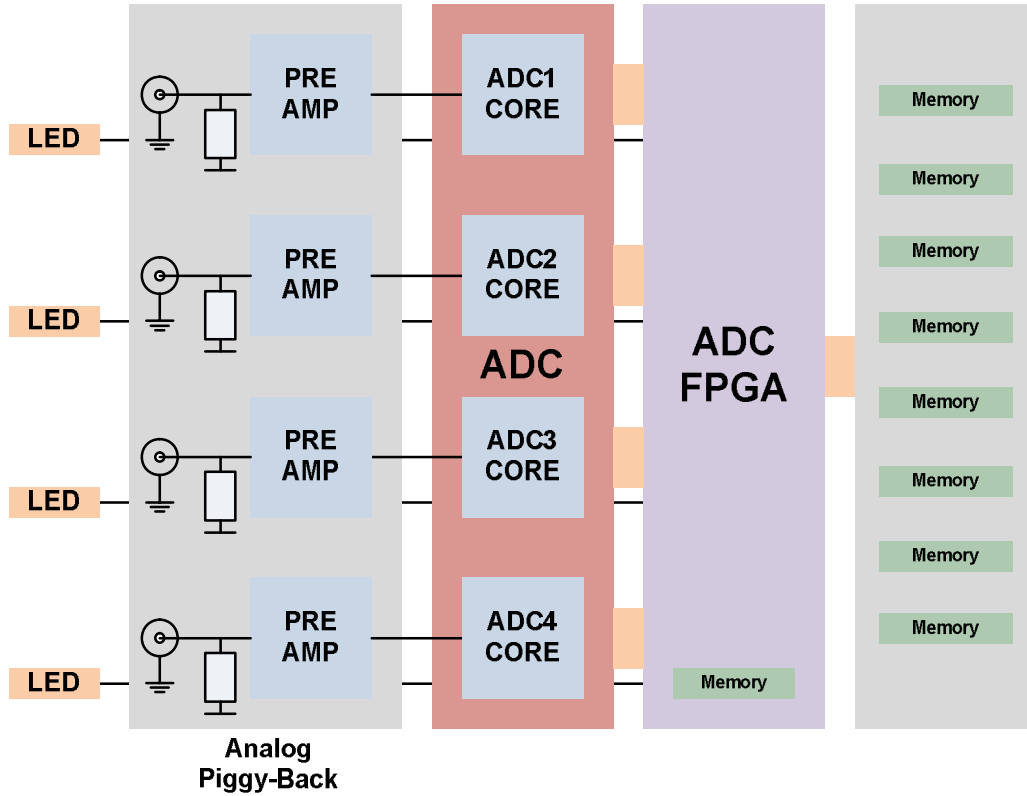 LED
LED
LED
LED
PRE
AMP
PRE
AMP
PRE
AMP
PRE
AMP
Analog
Piggy-Back
ADC1
CORE
ADC2
CORE
ADC
ADC3
CORE
ADC4
CORE
ADC
FPGA
Memory
Memory
Memory
Memory
Memory
Memory
Memory
Memory
Memory